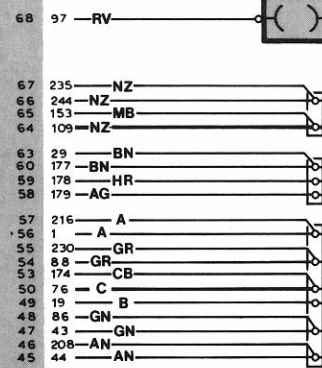 68 97 RV
67 235 NZ
66 244 NZ
65 153 MB
64 109 NZ
63 29 BN
60 177 BN
59 178 HR
58 179 AG
57 216 A
56 1 A
55 230 GR
54 88 GR
53 174 CB
50 76 C
49 19 B
48 86 GN
47 43 GN
46 208 AN
45 44 AN